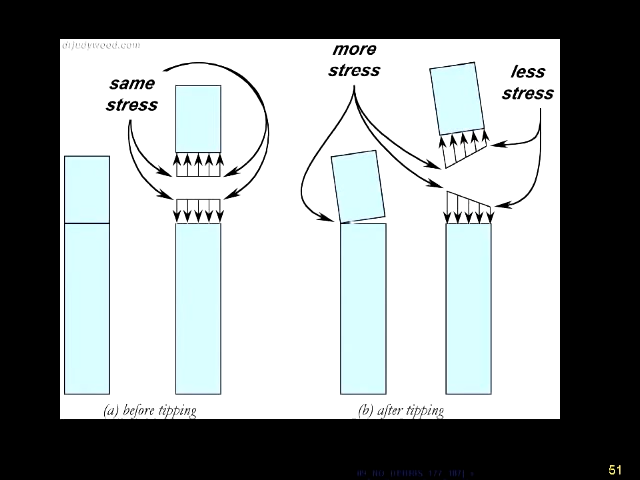 drjudywood.com
same
stress
more
stress
less
stress
(a) before tipping
(b) after tipping
51